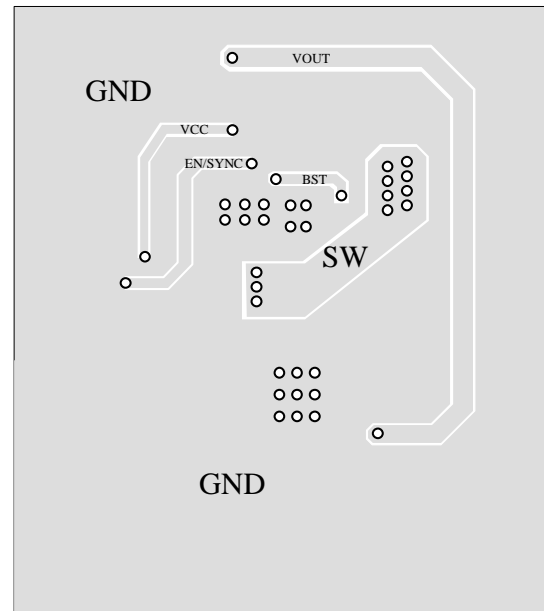 VOUT
GND
VCC
EN/SYNC
BST
SW
GND